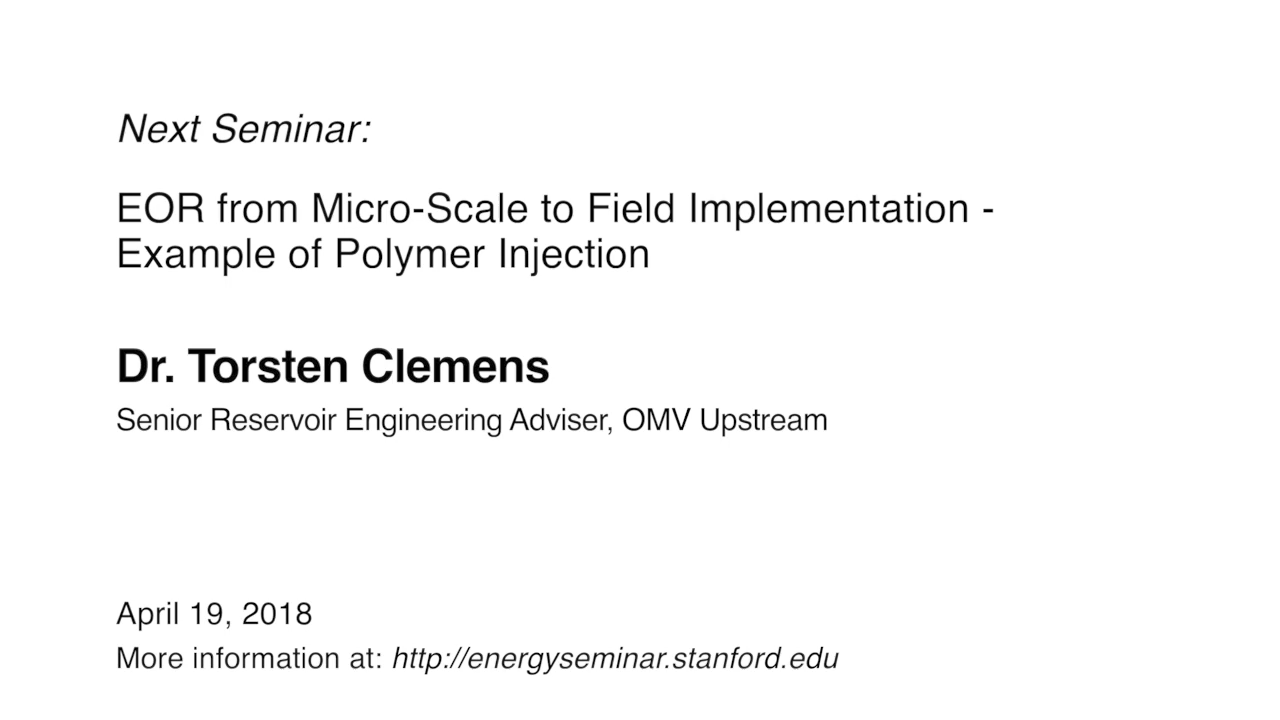 Next Seminar:
EOR from Micro-Scale to Field Implementation -
Example of Polymer Injection
Dr. Torsten Clemens
Senior Reservoir Engineering Adviser, OMV Upstream
April 19, 2018
More information at: http://energyseminar.stanford.edu